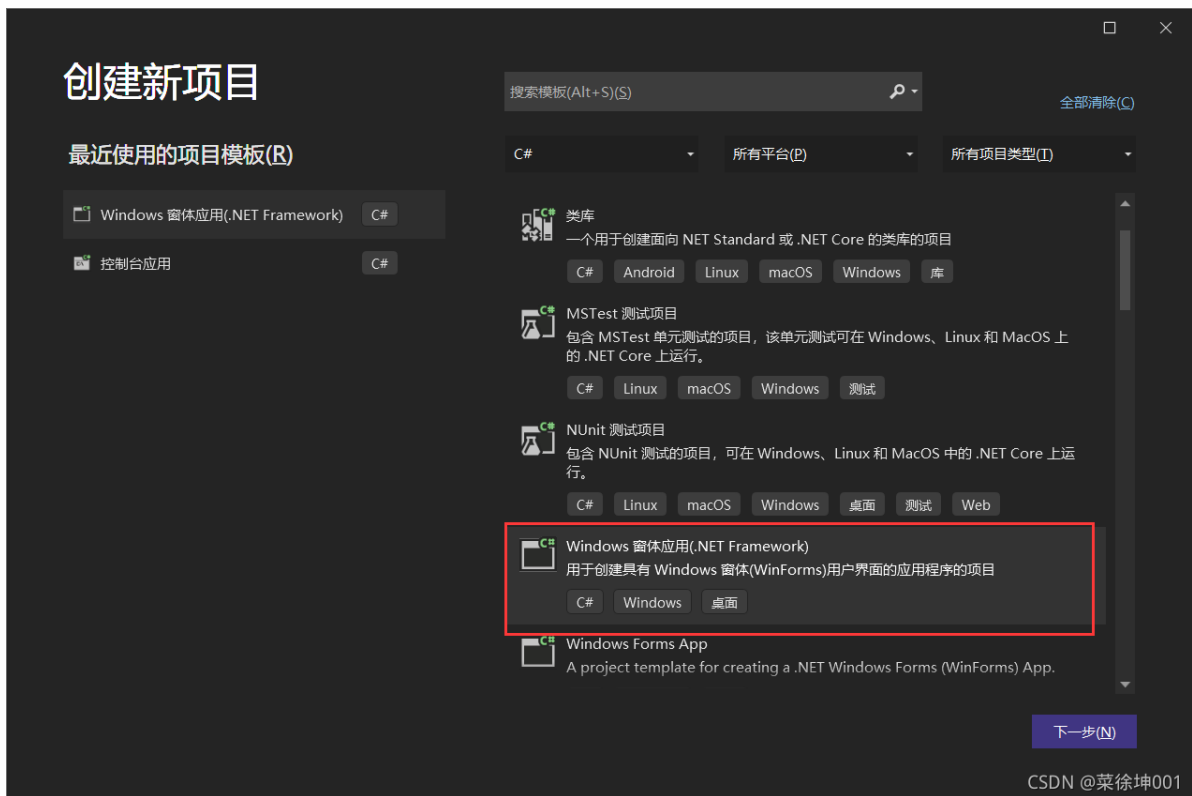 创建新项目
搜索模板(Alt+S)(S)
全部清除(C)
最近使用的项目模板(R)
C#
所有平台(P)
所有项目类型(T)
Windows 窗体应用(.NET Framework)
C#
控制台应用
C#
类库
一个用于创建面向 NET Standard 或 .NET Core 的类库的项目
C# Android Linux macOS Windows 库
MSTest 测试项目
包含 MSTest 单元测试的项目，该单元测试可在 Windows、Linux 和 MacOS 上
的 .NET Core 上运行。
C# Linux macOS Windows 测试
NUnit 测试项目
包含 NUnit 测试的项目，可在 Windows、Linux 和 MacOS 中的 .NET Core 上运
行。
C# Linux macOS Windows 桌面 测试 Web
Windows 窗体应用(.NET Framework)
用于创建具有 Windows 窗体(WinForms)用户界面的应用程序的项目
C# Windows 桌面
Windows Forms App
A project template for creating a .NET Windows Forms (WinForms) App.
下一步(N)
CSDN @菜徐坤001